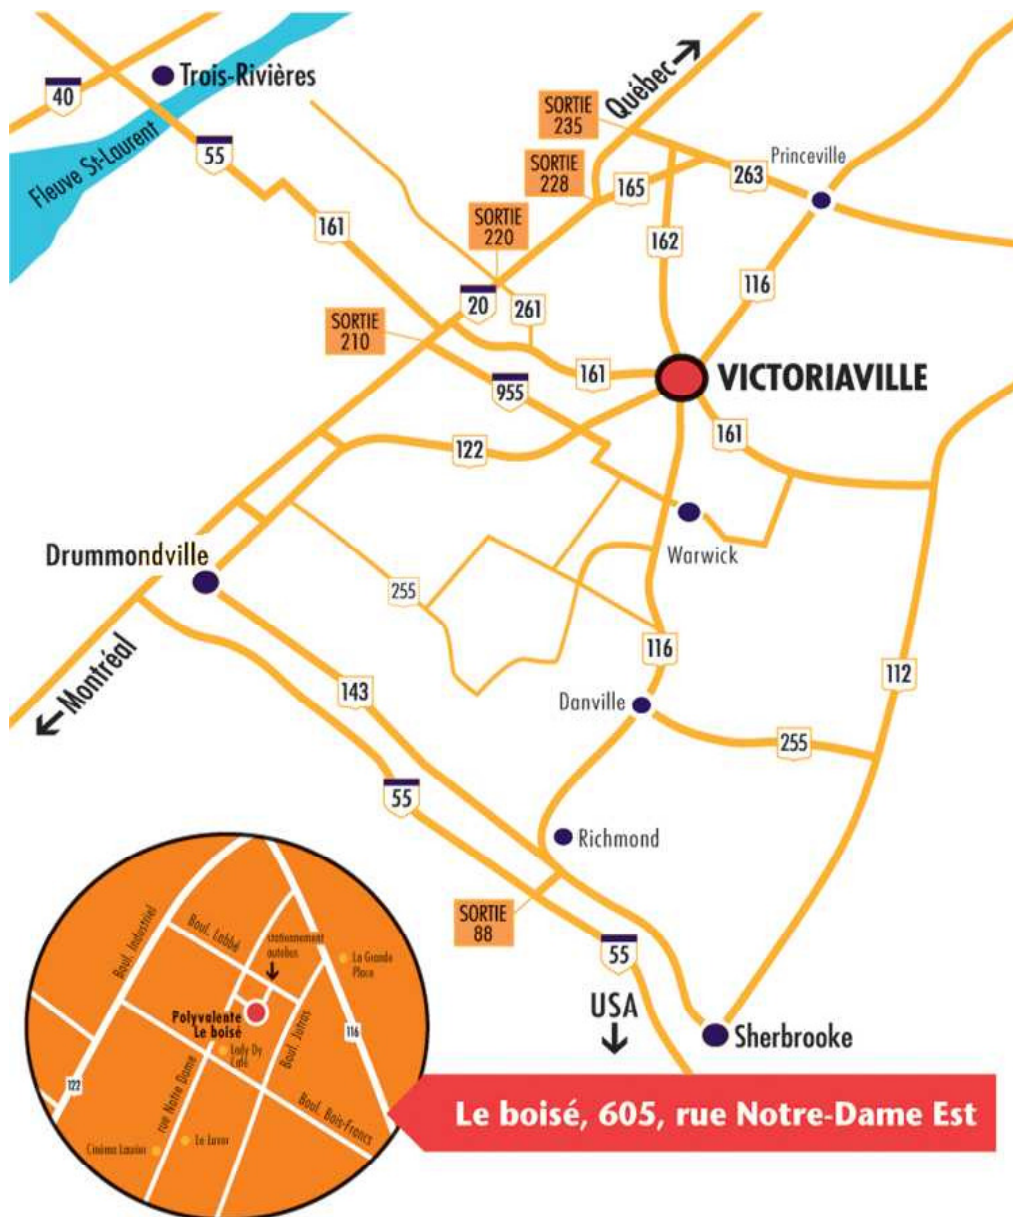 40
Trois-Rivières
Québec
SORTIE
235
55
Fleuve St-Laurent
Princeville
SORTIE
228
165
263
161
SORTIE
220
162
116
20
261
SORTIE
210
161
VICTORIAVILLE
955
161
122
Drummondville
Warwick
255
116
112
Montréal
143
Danville
255
55
Richmond
SORTIE
88
55
USA
Sherbrooke
Boul. Industriel
Boul. Labbé
stationnement
autobus
La Grande
Place
Polyvalente
Le boisé
116
Lady Dy
Café
Boul. Jutras
122
rue Notre Dame
Boul. Bois-Francs
Cinéma Laurier
Le Luxor
Le boisé, 605, rue Notre-Dame Est